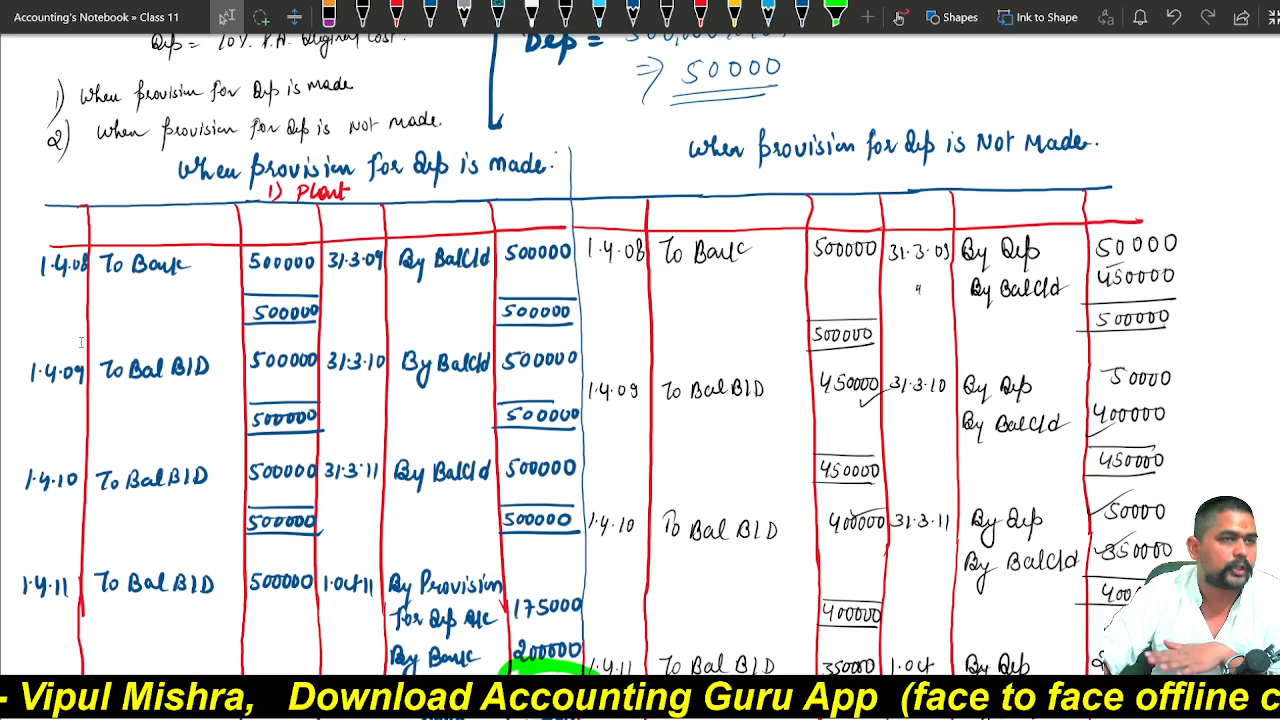 Accounting's Notebook » Class 11
Shapes
Ink to Shape
Dep = 10% P.A. Original Cost.
Dep =
⇒ 50000
1) When provision for Dep is made
2) When provision for Dep is Not made.
When provision for Dep is made:
When provision for Dep is Not Made.
1) Plant
1.4.08 To Bank 500000 31.3.09 By Bal C/d 500000
500000 500000
1.4.09 To Bal B/D 500000 31.3.10 By Bal C/d 500000
500000 500000
1.4.10 To Bal B/D 500000 31.3.11 By Bal C/d 500000
500000 500000
1.4.11 To Bal B/D 500000 1.Oct.11 By Provision
For Dep A/c 175000
By Bank 200000
1.4.08 To Bank 500000 31.3.09 By Dep 50000
" By Bal C/d 450000
500000 500000
1.4.09 To Bal B/D 450000 31.3.10 By Dep 50000
By Bal C/d 400000
450000 450000
1.4.10 To Bal B/D 400000 31.3.11 By Dep 50000
By Bal C/d 350000
400000
1.4.11 To Bal B/D 350000 1.Oct By Dep
- Vipul Mishra, Download Accounting Guru App (face to face offline c